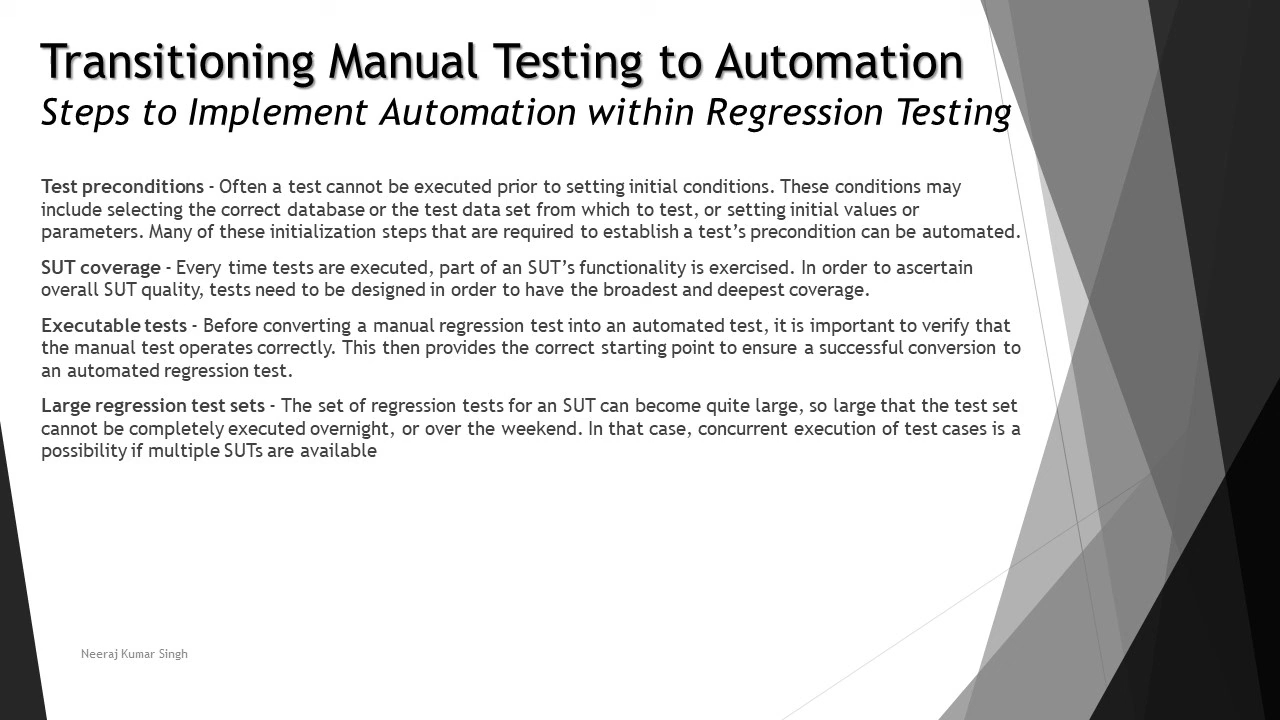 Transitioning Manual Testing to Automation
Steps to Implement Automation within Regression Testing
Test preconditions - Often a test cannot be executed prior to setting initial conditions. These conditions may
include selecting the correct database or the test data set from which to test, or setting initial values or
parameters. Many of these initialization steps that are required to establish a test’s precondition can be automated.
SUT coverage - Every time tests are executed, part of an SUT’s functionality is exercised. In order to ascertain
overall SUT quality, tests need to be designed in order to have the broadest and deepest coverage.
Executable tests - Before converting a manual regression test into an automated test, it is important to verify that
the manual test operates correctly. This then provides the correct starting point to ensure a successful conversion to
an automated regression test.
Large regression test sets - The set of regression tests for an SUT can become quite large, so large that the test set
cannot be completely executed overnight, or over the weekend. In that case, concurrent execution of test cases is a
possibility if multiple SUTs are available
Neeraj Kumar Singh